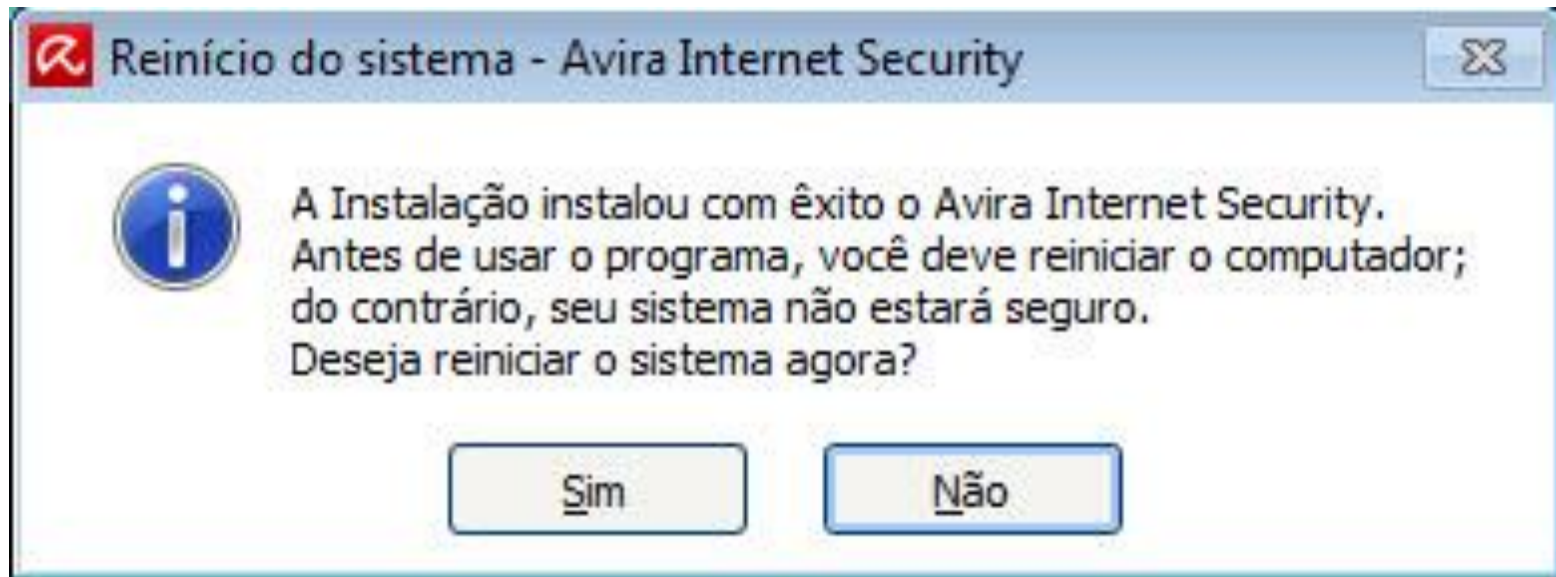 Reinício do sistema - Avira Internet Security
A Instalação instalou com êxito o Avira Internet Security.
Antes de usar o programa, você deve reiniciar o computador;
do contrário, seu sistema não estará seguro.
Deseja reiniciar o sistema agora?
Sim
Não